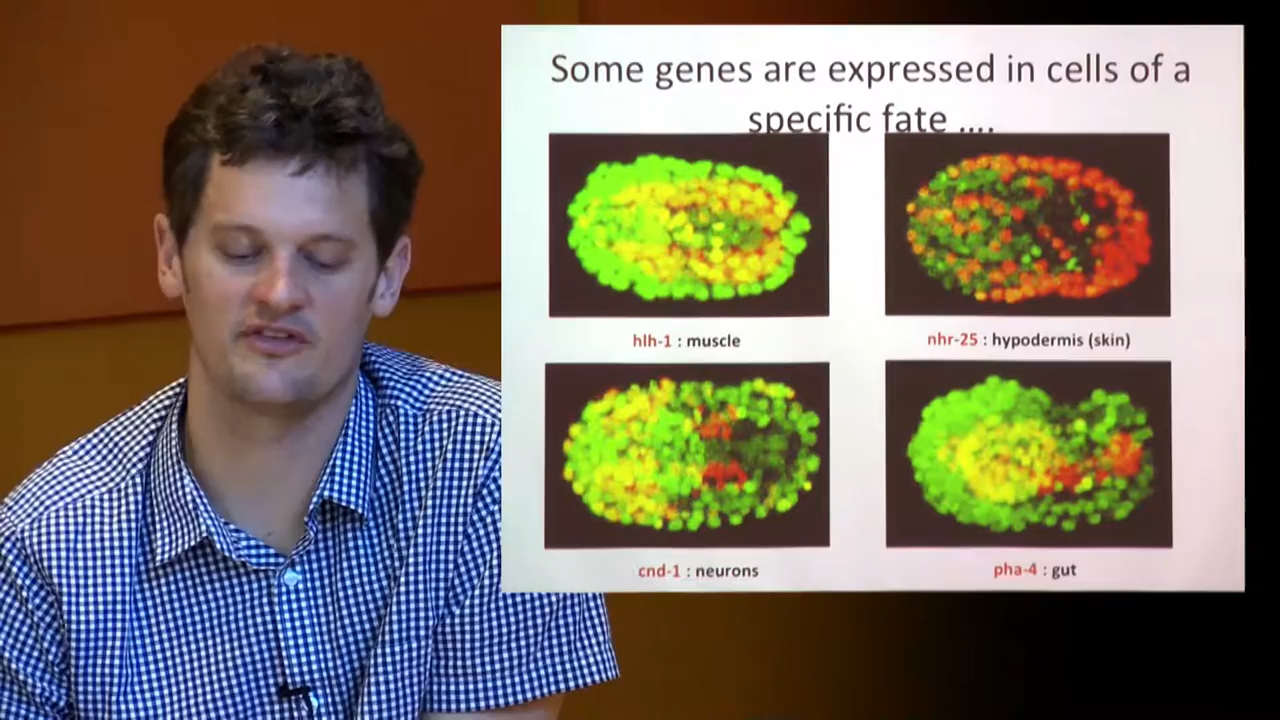 Some genes are expressed in cells of a
specific fate ....
hlh-1 : muscle
nhr-25 : hypodermis (skin)
cnd-1 : neurons
pha-4 : gut